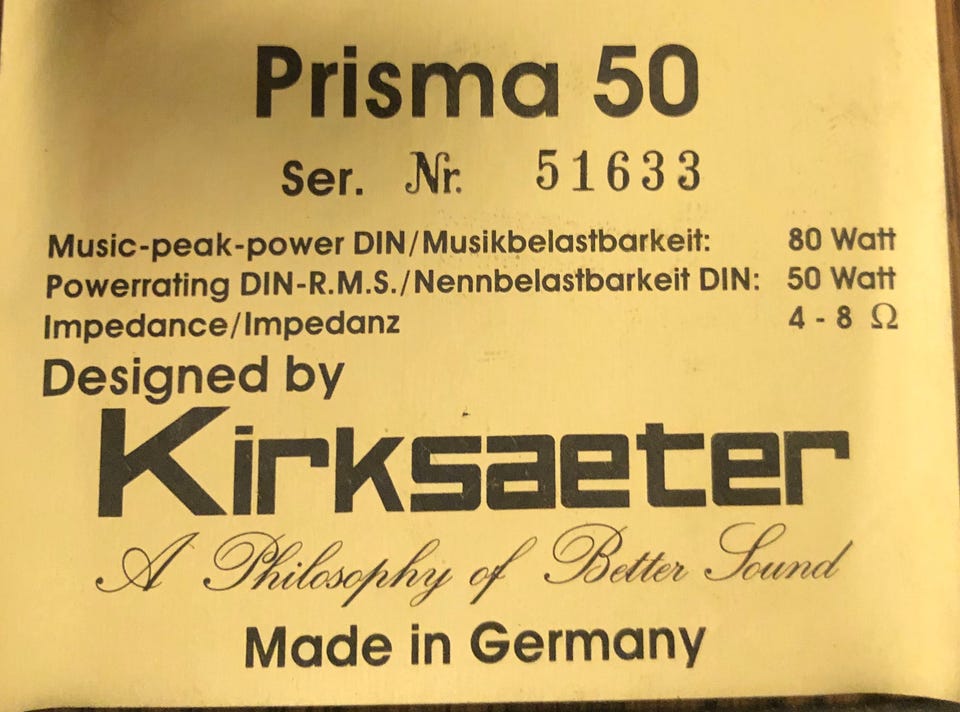 Prisma 50
Ser. Nr. 51633
Music-peak-power DIN/Musikbelastbarkeit: 80 Watt
Powerrating DIN-R.M.S./Nennbelastbarkeit DIN: 50 Watt
Impedance/Impedanz 4 - 8 Ω
Designed by
Kirksaeter
A Philosophy of Better Sound
Made in Germany